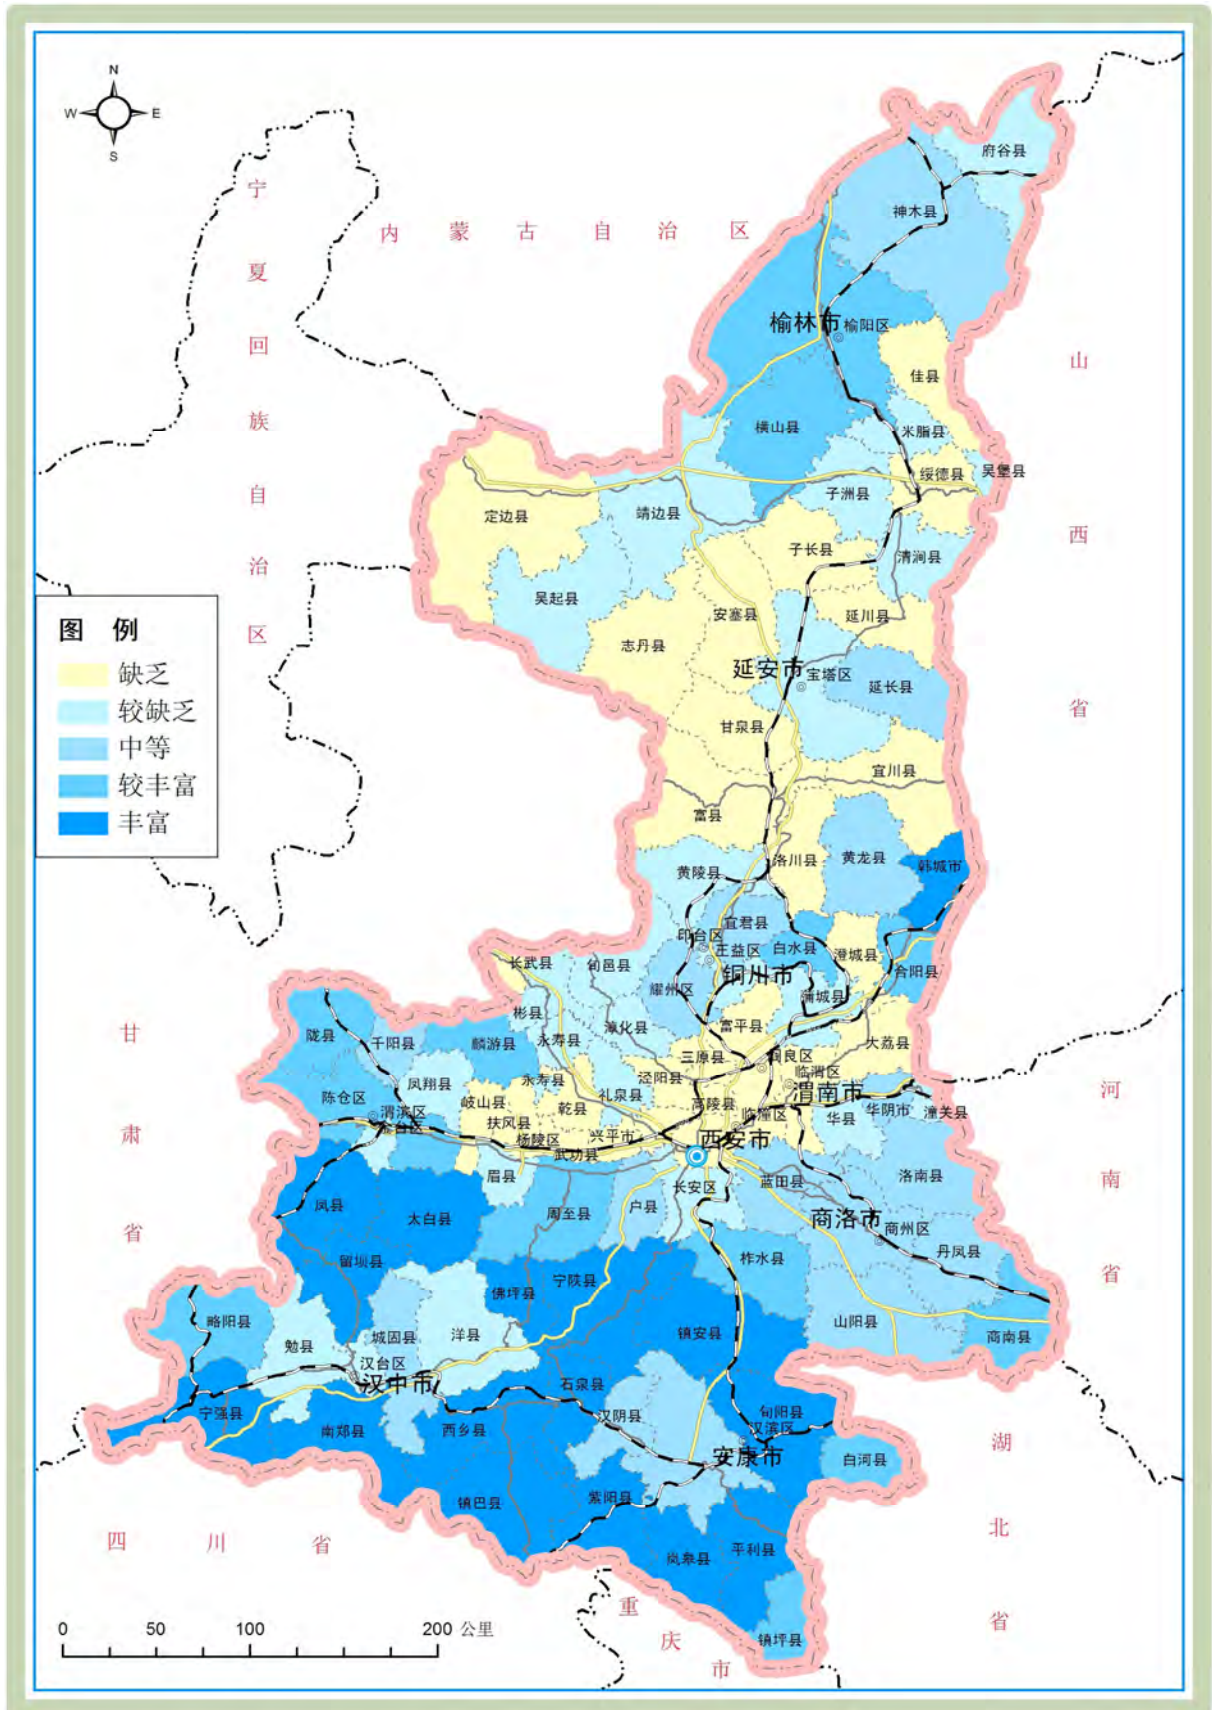 N
W E
S
宁夏回族自治区
内蒙古自治区
山西省
甘肃省
河南省
四川省
重庆市
湖北省
图 例
缺乏
较缺乏
中等
较丰富
丰富
府谷县
神木县
榆林市
榆阳区
佳县
横山县
米脂县
绥德县
吴堡县
子洲县
定边县
靖边县
清涧县
子长县
吴起县
安塞县
延川县
志丹县
延安市
宝塔区
延长县
甘泉县
宜川县
富县
洛川县
黄龙县
韩城市
黄陵县
宜君县
印台区
王益区
白水县
澄城县
合阳县
长武县
旬邑县
铜川市
耀州区
蒲城县
彬县
淳化县
富平县
陇县
千阳县
麟游县
永寿县
三原县
阎良区
大荔县
临渭区
凤翔县
永寿县
泾阳县
礼泉县
渭南市
陈仓区
渭滨区
金台区
岐山县
乾县
高陵县
临潼区
华县
华阴市
潼关县
扶风县
杨陵区
兴平市
武功县
西安市
眉县
长安区
蓝田县
洛南县
凤县
太白县
周至县
户县
商洛市
商州区
丹凤县
留坝县
佛坪县
宁陕县
柞水县
略阳县
勉县
城固县
洋县
镇安县
山阳县
商南县
汉台区
汉中市
石泉县
宁强县
南郑县
西乡县
汉阴县
旬阳县
汉滨区
安康市
白河县
镇巴县
紫阳县
岚皋县
平利县
镇坪县
0 50 100 200 公里